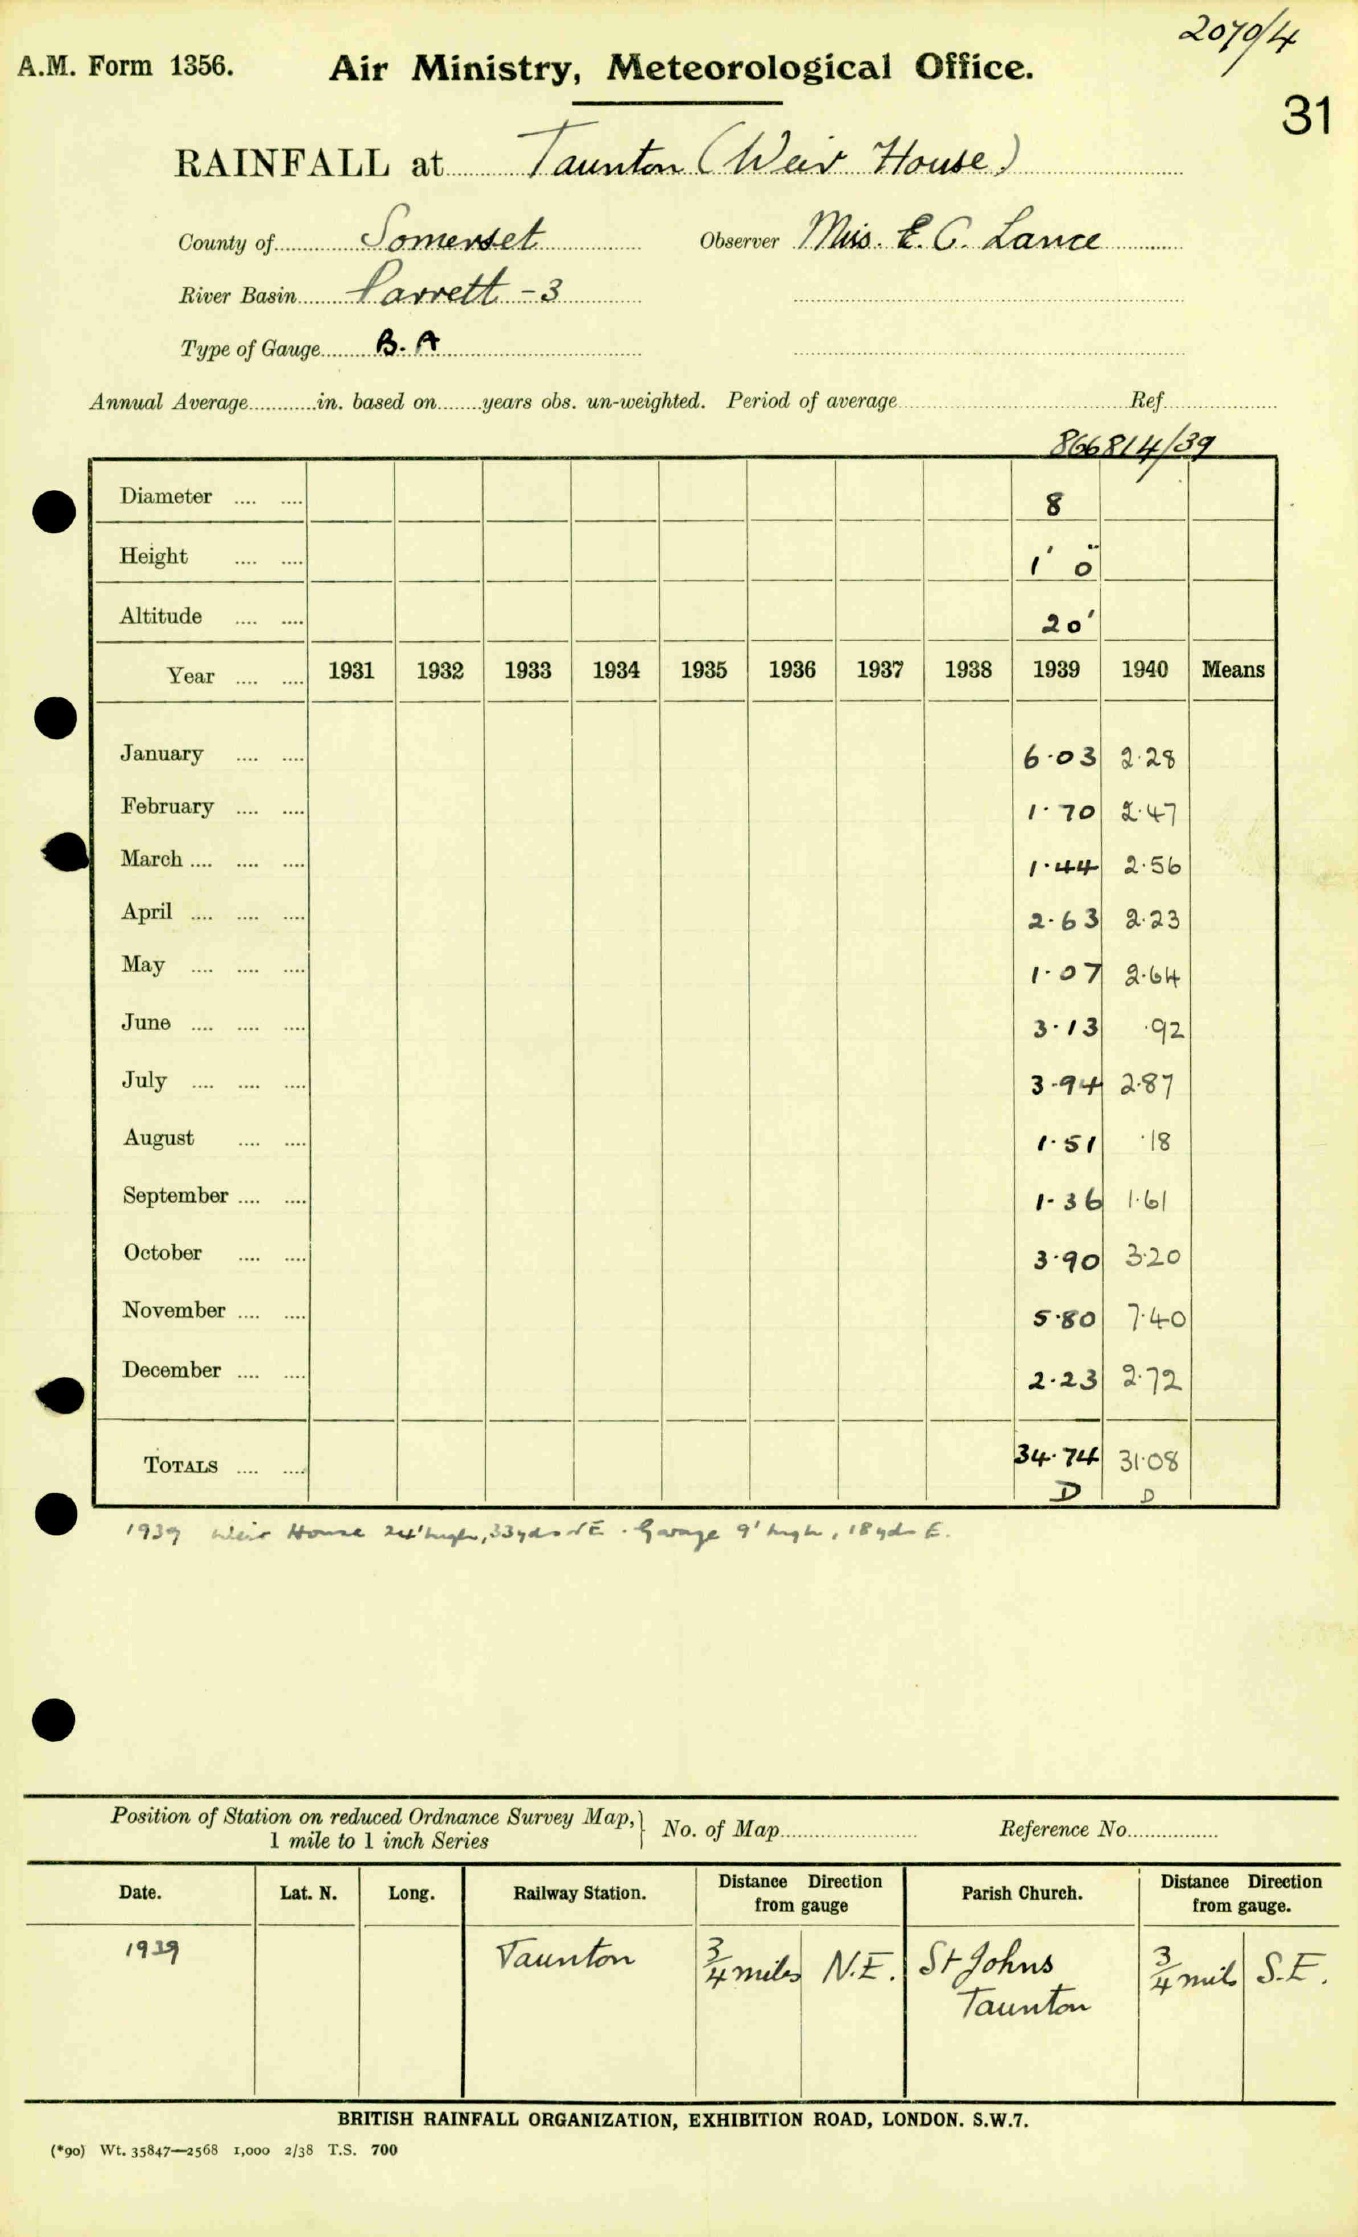 2070/4
A.M. Form 1356. Air Ministry, Meteorological Office.
31
RAINFALL at Taunton (Weir House)
County of Somerset Observer Miss. E. C. Lance
River Basin Parrett - 3
Type of Gauge B. A
Annual Average in. based on years obs. un-weighted. Period of average Ref.
866814/39
Diameter .... .... 8
Height .... .... 1' 0"
Altitude .... .... 20'
Year .... .... 1931 1932 1933 1934 1935 1936 1937 1938 1939 1940 Means
January .... .... 6.03 2.28
February .... .... 1.70 2.47
March .... .... .... 1.44 2.56
April .... .... .... 2.63 2.23
May .... .... .... 1.07 2.64
June .... .... .... 3.13 .92
July .... .... .... 3.94 2.87
August .... .... 1.51 .18
September .... .... 1.36 1.61
October .... .... 3.90 3.20
November .... .... 5.80 7.40
December .... .... 2.23 2.72
TOTALS .... .... 34.74 31.08
D D
1939 Weir House 24' high, 33 yds NE. Garage 9' high, 18 yds E.
Position of Station on reduced Ordnance Survey Map, } No. of Map Reference No.
1 mile to 1 inch Series
Date. Lat. N. Long. Railway Station. Distance Direction from gauge Parish Church. Distance Direction from gauge.
1939 Taunton 3/4 miles N.E. St Johns 3/4 mile S.E.
Taunton
BRITISH RAINFALL ORGANIZATION, EXHIBITION ROAD, LONDON. S.W.7.
(*90) Wt. 35847—2568 1,000 2/38 T.S. 700